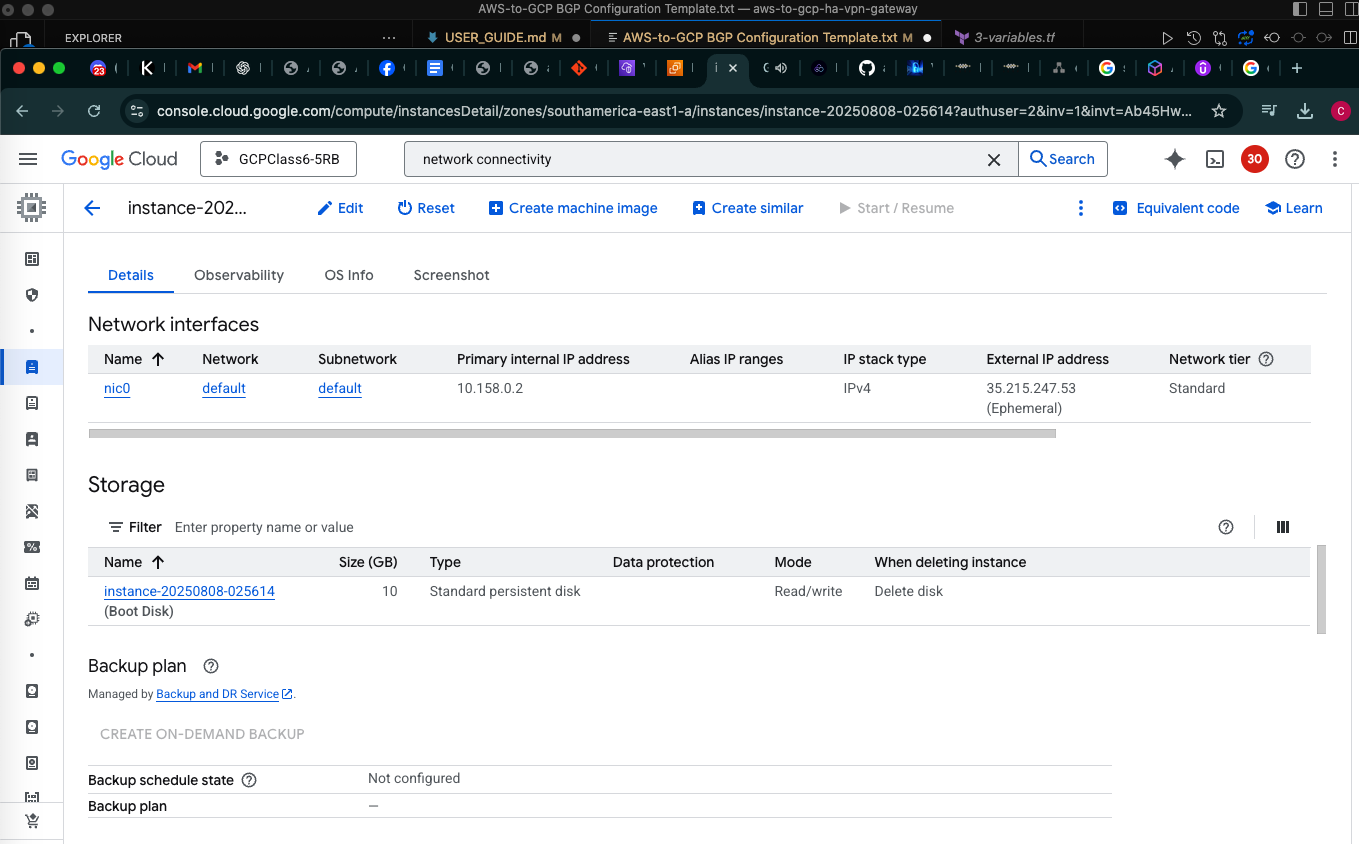 AWS-to-GCP BGP Configuration Template.txt — aws-to-gcp-ha-vpn-gateway
EXPLORER
USER_GUIDE.md M
AWS-to-GCP BGP Configuration Template.txt M
3-variables.tf
23
console.cloud.google.com/compute/instancesDetail/zones/southamerica-east1-a/instances/instance-20250808-025614?authuser=2&inv=1&invt=Ab45Hw...
C
Google Cloud
GCPClass6-5RB
network connectivity
Search
30
instance-202...
Edit
Reset
Create machine image
Create similar
Start / Resume
Equivalent code
Learn
Details
Observability
OS Info
Screenshot
Network interfaces
Name Network Subnetwork Primary internal IP address Alias IP ranges IP stack type External IP address Network tier
nic0 default default 10.158.0.2 IPv4 35.215.247.53 Standard
(Ephemeral)
Storage
Filter Enter property name or value
Name Size (GB) Type Data protection Mode When deleting instance
instance-20250808-025614 10 Standard persistent disk Read/write Delete disk
(Boot Disk)
Backup plan
Managed by Backup and DR Service.
CREATE ON-DEMAND BACKUP
Backup schedule state Not configured
Backup plan —